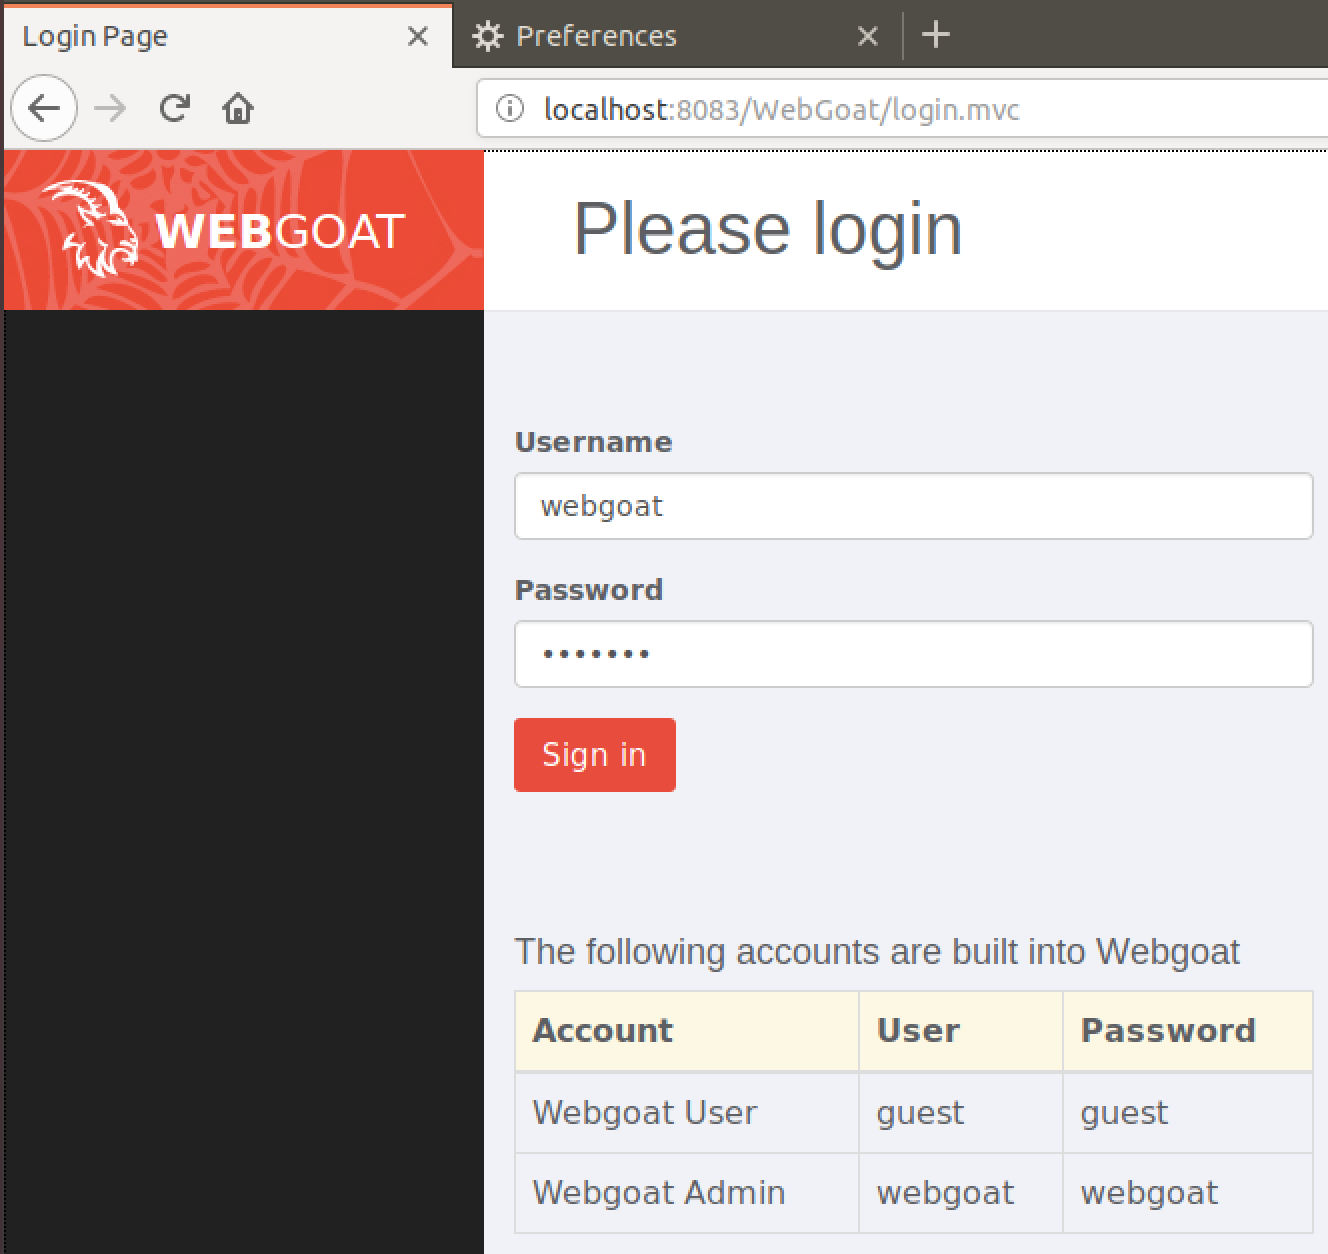 Login Page
Preferences
localhost:8083/WebGoat/login.mvc
WEBGOAT
Please login
Username
webgoat
Password
•••••••
Sign in
The following accounts are built into Webgoat
Account User Password
Webgoat User guest guest
Webgoat Admin webgoat webgoat